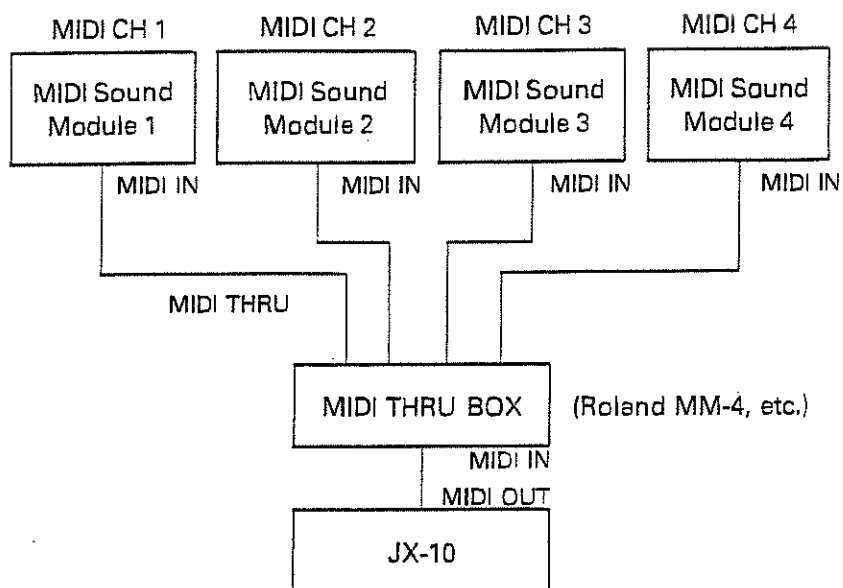 MIDI CH 1
MIDI CH 2
MIDI CH 3
MIDI CH 4
MIDI Sound
Module 1
MIDI Sound
Module 2
MIDI Sound
Module 3
MIDI Sound
Module 4
MIDI IN
MIDI IN
MIDI IN
MIDI IN
MIDI THRU
MIDI THRU BOX
(Roland MM-4, etc.)
MIDI IN
MIDI OUT
JX-10